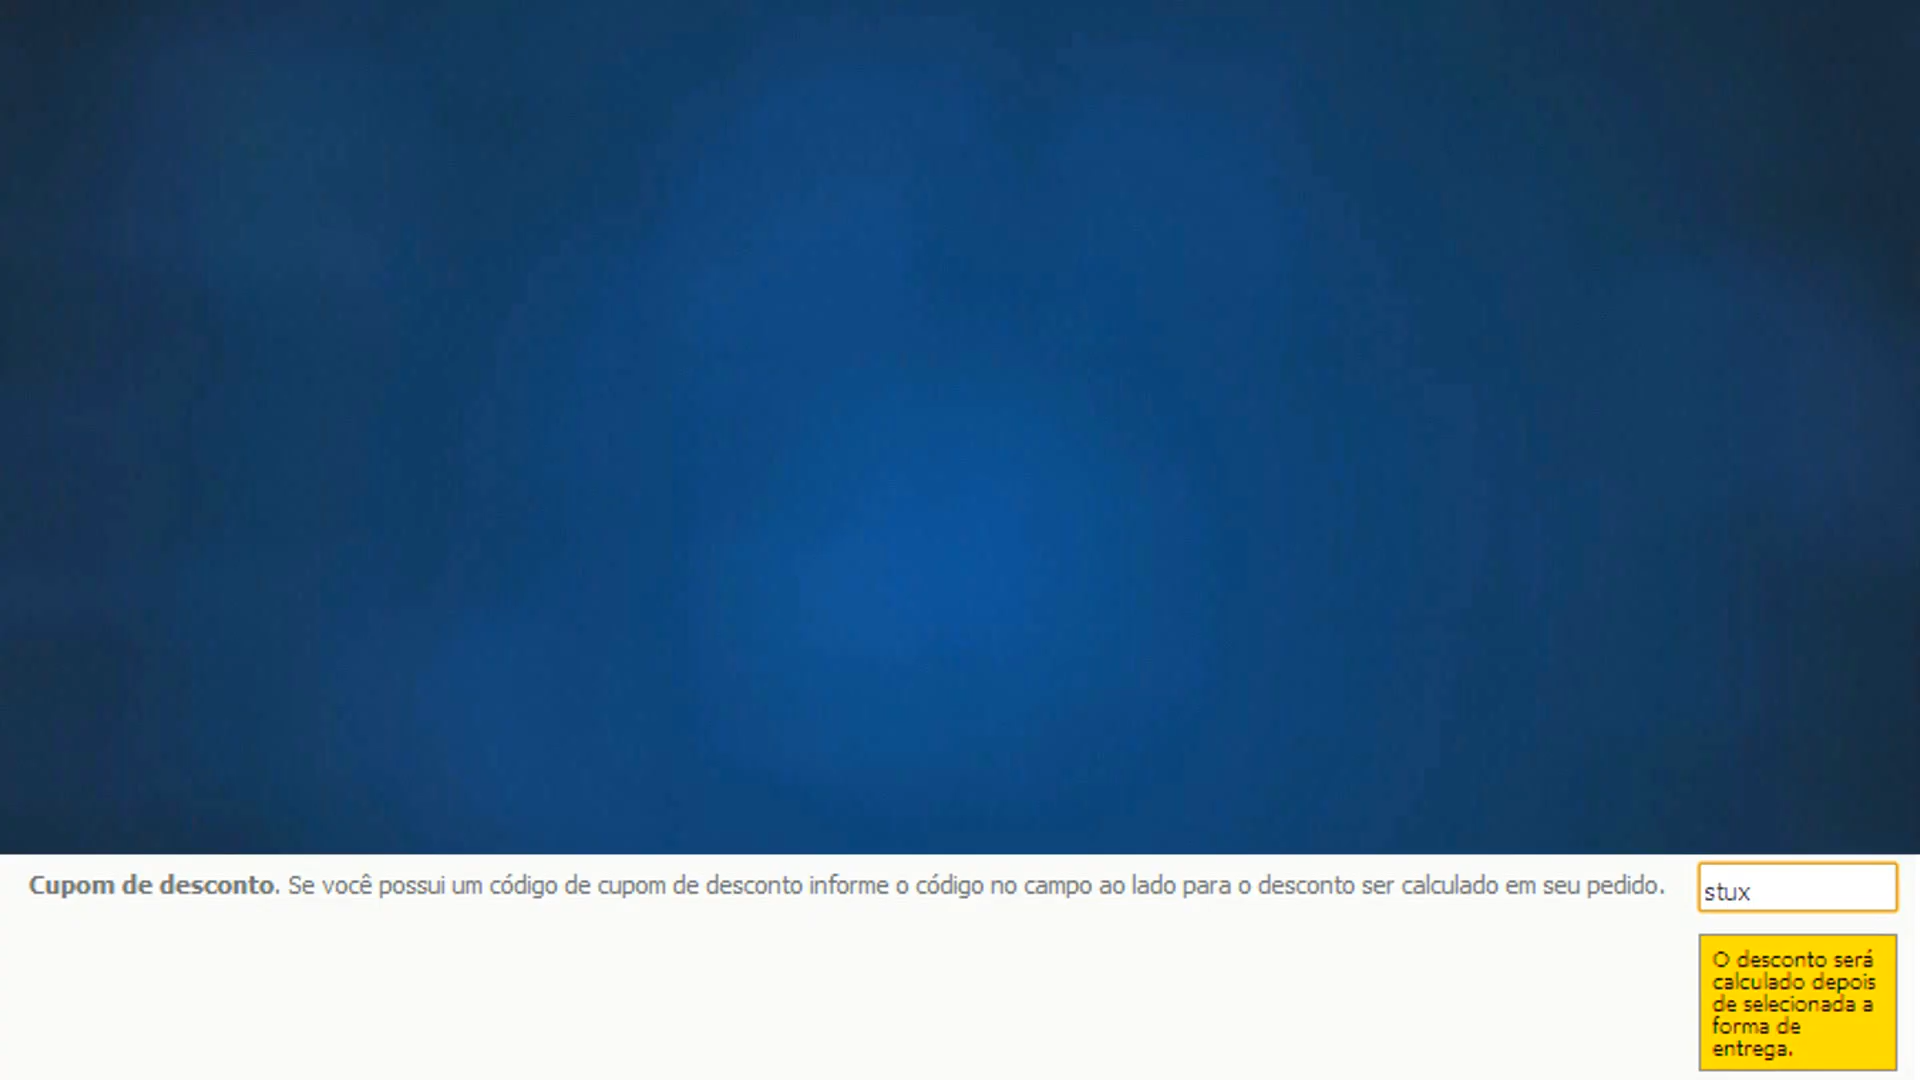 Cupom de desconto. Se você possui um código de cupom de desconto informe o código no campo ao lado para o desconto ser calculado em seu pedido.
stux
O desconto será
calculado depois
de selecionada a
forma de
entrega.